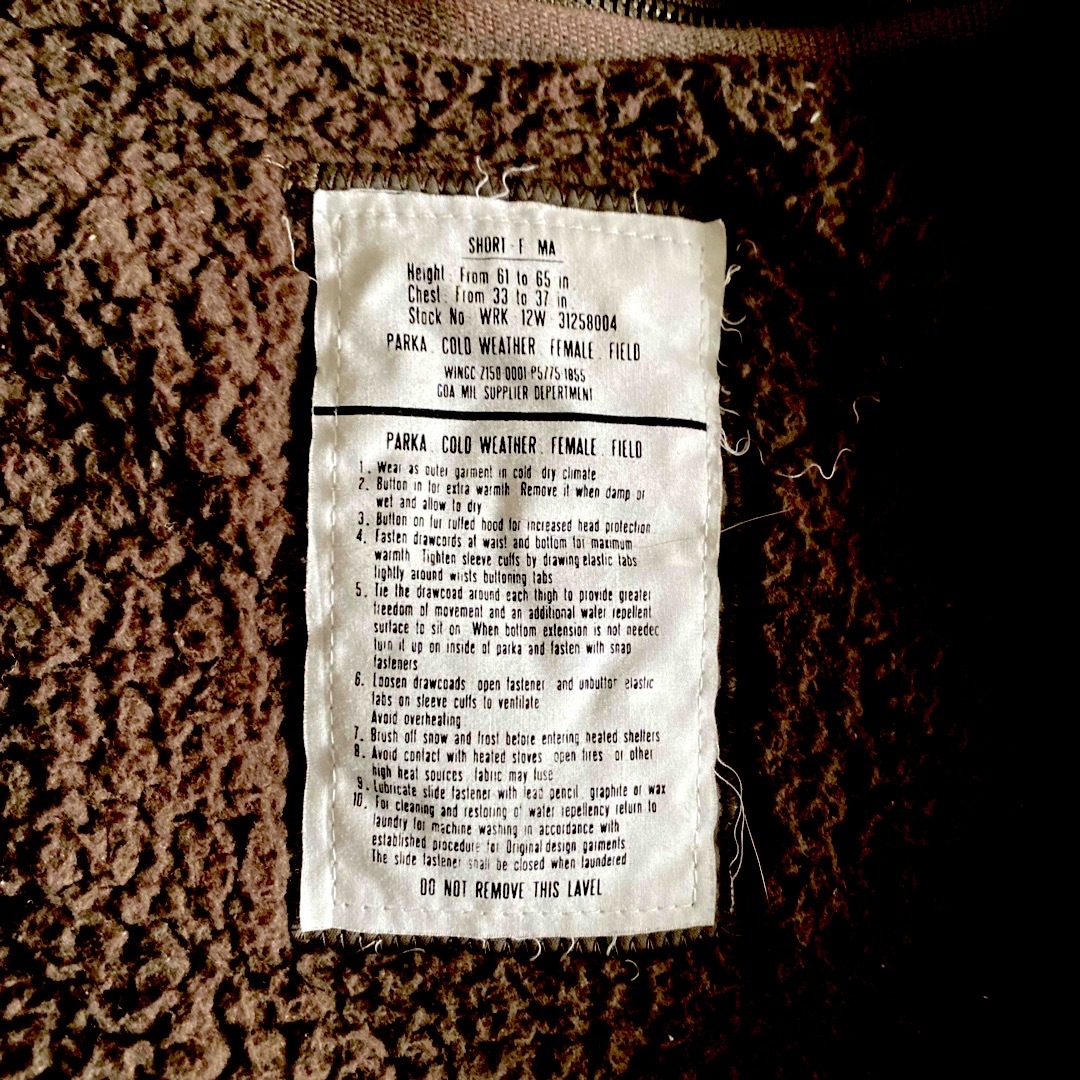 SHORT - F MA
Height : From 61 to 65 in
Chest : From 33 to 37 in
Stock No WRK - 12W - 31258004
PARKA . COLD WEATHER . FEMALE . FIELD
WINGC 2150 0001 P5775 1855
COA MIL SUPPLIER DEPERTMENT
PARKA . COLD WEATHER . FEMALE . FIELD
1. Wear as outer garment in cold dry climate
2. Button in for extra warmth Remove it when damp or
wet and allow to dry
3. Button on fur ruffed hood for increased head protection
4. Fasten drawcords at waist and bottom for maximum
warmth Tighten sleeve cuffs by drawing elastic tabs
tightly around wrists buttoning tabs
5. Tie the drawcoad around each thigh to provide greater
freedom of movement and an additional water repellent
surface to sit on When bottom extension is not needec
turn it up on inside of parka and fasten with snap
fasteners
6. Loosen drawcoads open fastener and unbuttor elastic
tabs on sleeve cuffs to ventilate
Avoid overheating
7. Brush off snow and frost before entering heated shelters
8. Avoid contact with heated stoves open fires or other
high heat sources fabric may fuse
9. Lubricate slide fastener with lead pencil graphite or wax
10. For cleaning and restoring of water repellency return to
laundry for machine washing in accordance with
established procedure for Original design garments
The slide fastener shall be closed when laundered
DO NOT REMOVE THIS LAVEL